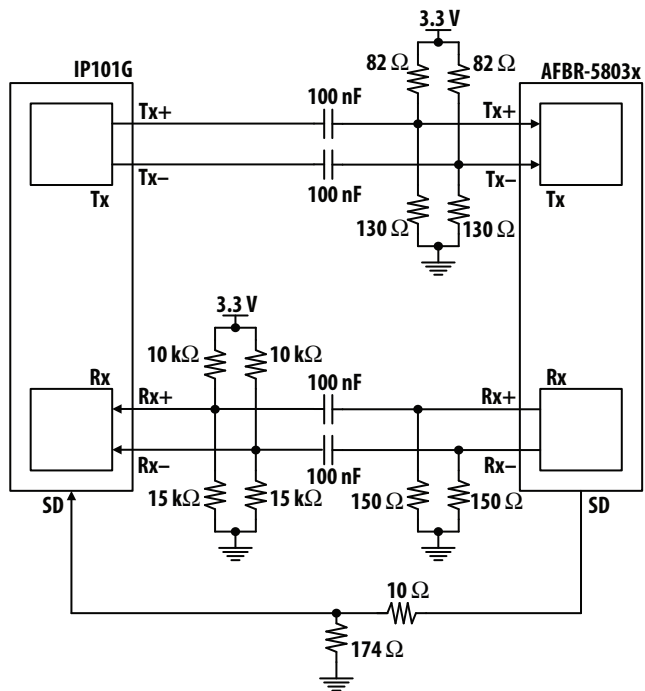 3.3 V
IP101G
82 Ω 82 Ω
AFBR-5803x
100 nF
Tx+ Tx+
Tx– Tx–
100 nF
Tx Tx
130 Ω 130 Ω
3.3 V
10 kΩ 10 kΩ
Rx 100 nF Rx
Rx+ Rx+
Rx– Rx–
100 nF
SD 15 kΩ 15 kΩ 150 Ω 150 Ω SD
10 Ω
174 Ω